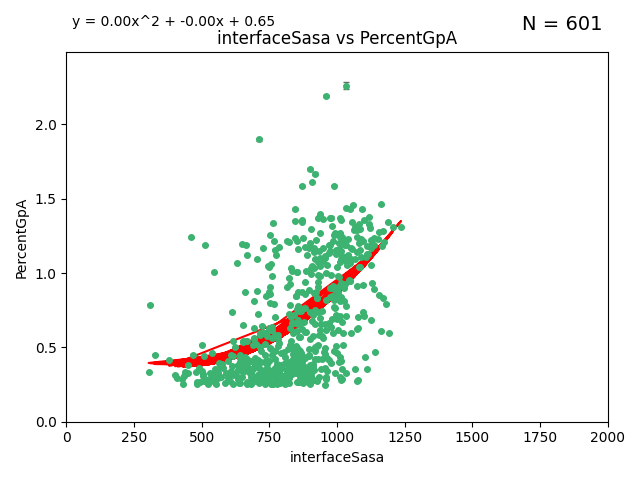 y = 0.00x^2 + -0.00x + 0.65
N = 601
interfaceSasa vs PercentGpA
PercentGpA
2.0
1.5
1.0
0.5
0.0
0 250 500 750 1000 1250 1500 1750 2000
interfaceSasa